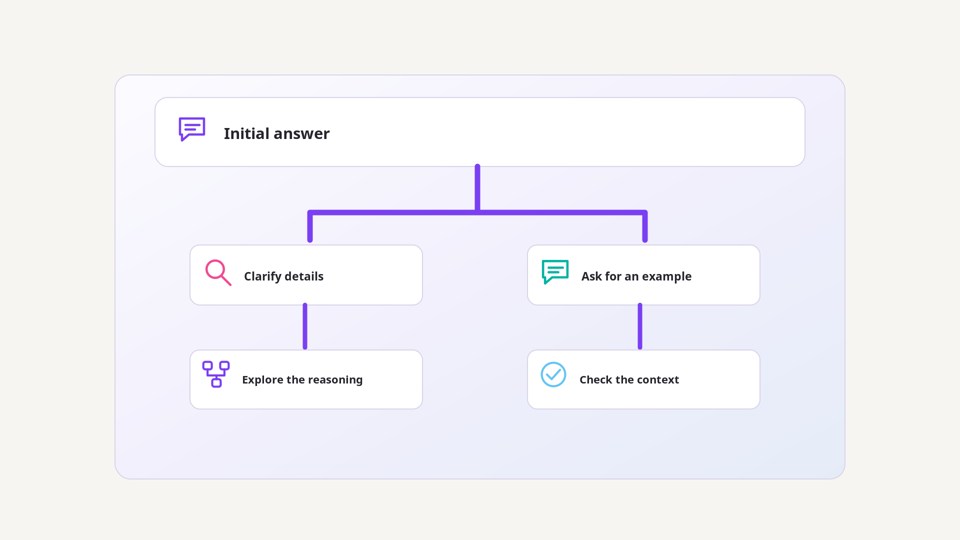 Initial answer
Clarify details
Ask for an example
Explore the reasoning
Check the context